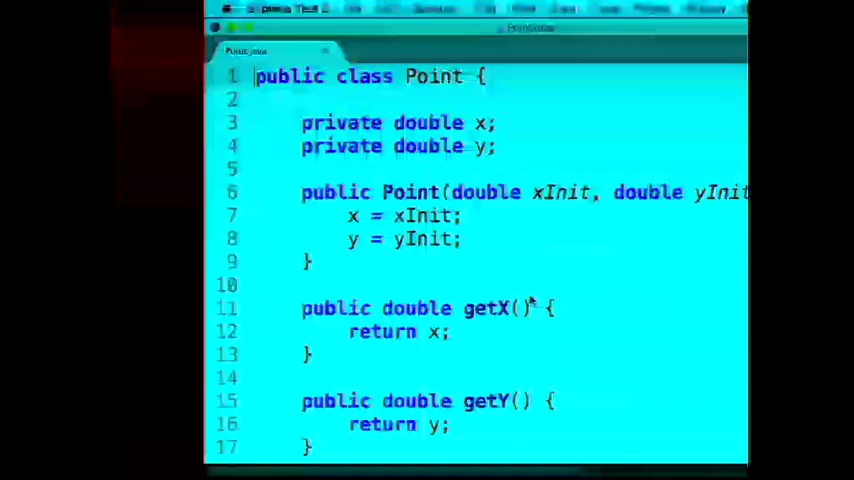 Point.java
1 public class Point {
2
3 private double x;
4 private double y;
5
6 public Point(double xInit, double yInit
7 x = xInit;
8 y = yInit;
9 }
10
11 public double getX() {
12 return x;
13 }
14
15 public double getY() {
16 return y;
17 }